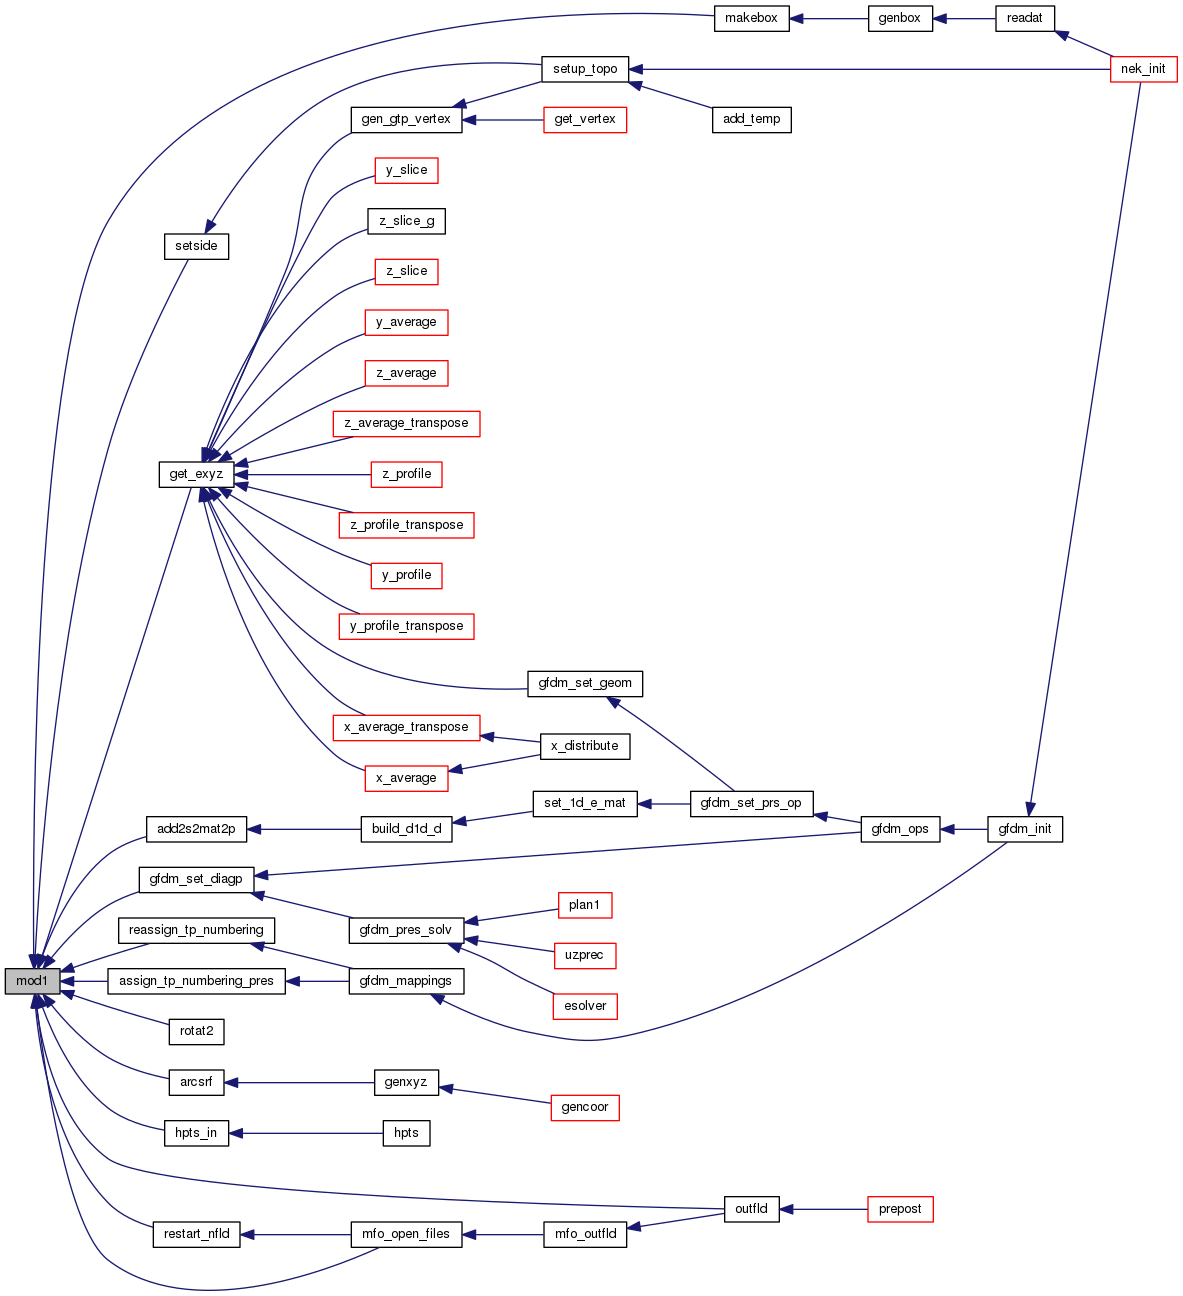 makebox
genbox
readat
setup_topo
nek_init
gen_gtp_vertex
get_vertex
add_temp
y_slice
z_slice_g
setside
z_slice
y_average
z_average
z_average_transpose
get_exyz
z_profile
z_profile_transpose
y_profile
y_profile_transpose
gfdm_set_geom
x_average_transpose
x_distribute
x_average
set_1d_e_mat
gfdm_set_prs_op
add2s2mat2p
build_d1d_d
gfdm_ops
gfdm_init
gfdm_set_diagp
plan1
reassign_tp_numbering
gfdm_pres_solv
uzprec
mod1
assign_tp_numbering_pres
gfdm_mappings
esolver
rotat2
arcsrf
genxyz
gencoor
hpts_in
hpts
outfld
prepost
restart_nfld
mfo_open_files
mfo_outfld